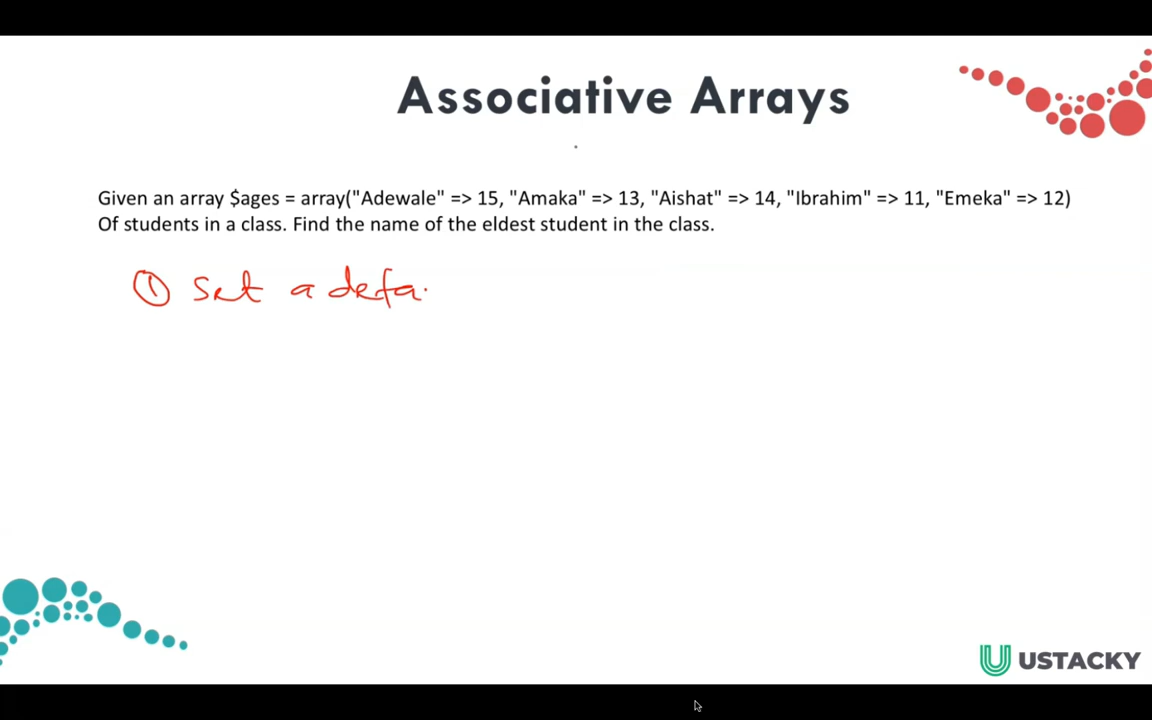 Associative Arrays
Given an array $ages = array("Adewale" => 15, "Amaka" => 13, "Aishat" => 14, "Ibrahim" => 11, "Emeka" => 12)
Of students in a class. Find the name of the eldest student in the class.
① Set a defa
USTACKY